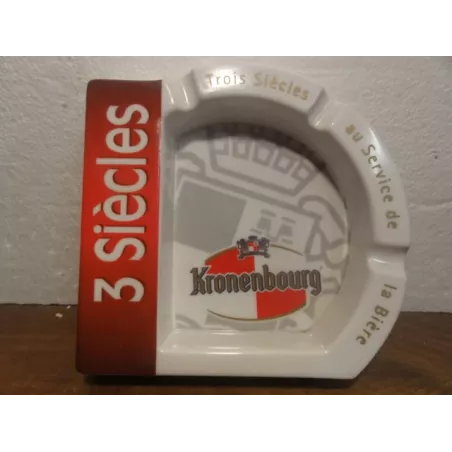 3 Siècles
Trois Siècles
au Service de
la Bière
Kronenbourg